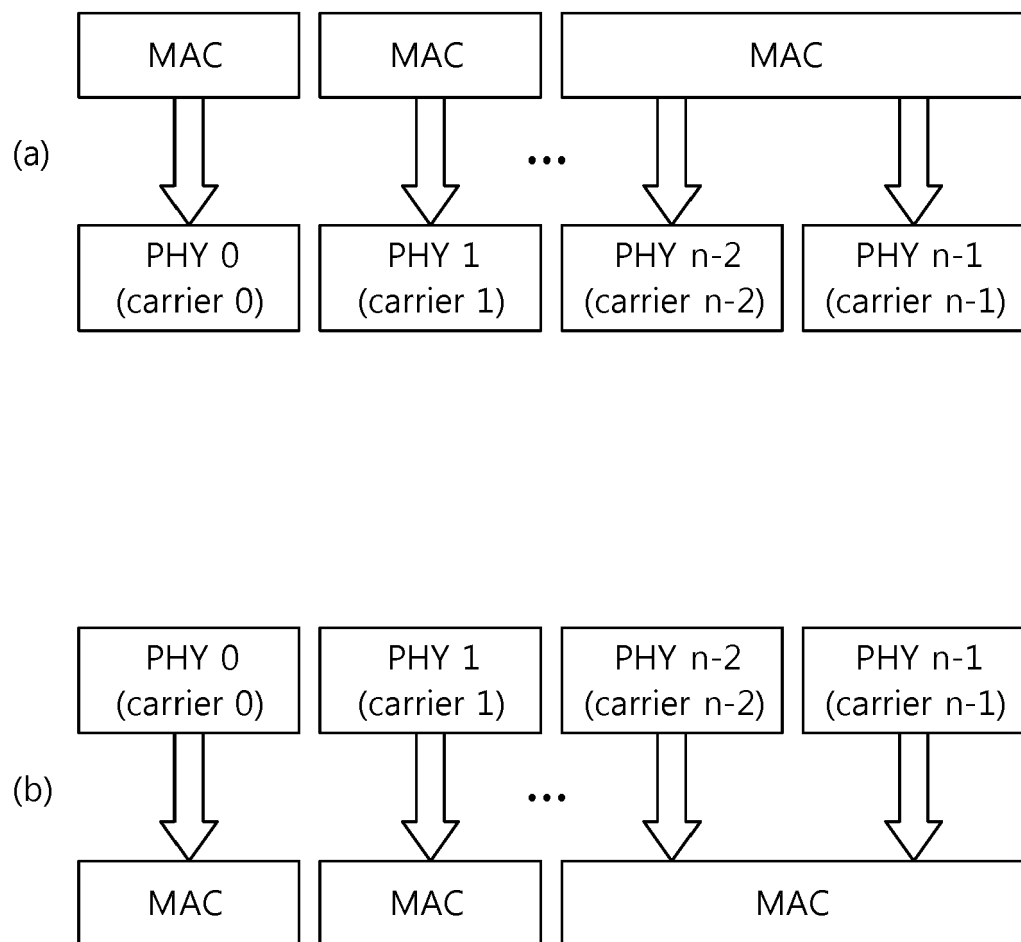 MAC MAC MAC
(a)
...
PHY 0 PHY 1 PHY n-2 PHY n-1
(carrier 0) (carrier 1) (carrier n-2) (carrier n-1)
PHY 0 PHY 1 PHY n-2 PHY n-1
(carrier 0) (carrier 1) (carrier n-2) (carrier n-1)
(b)
...
MAC MAC MAC